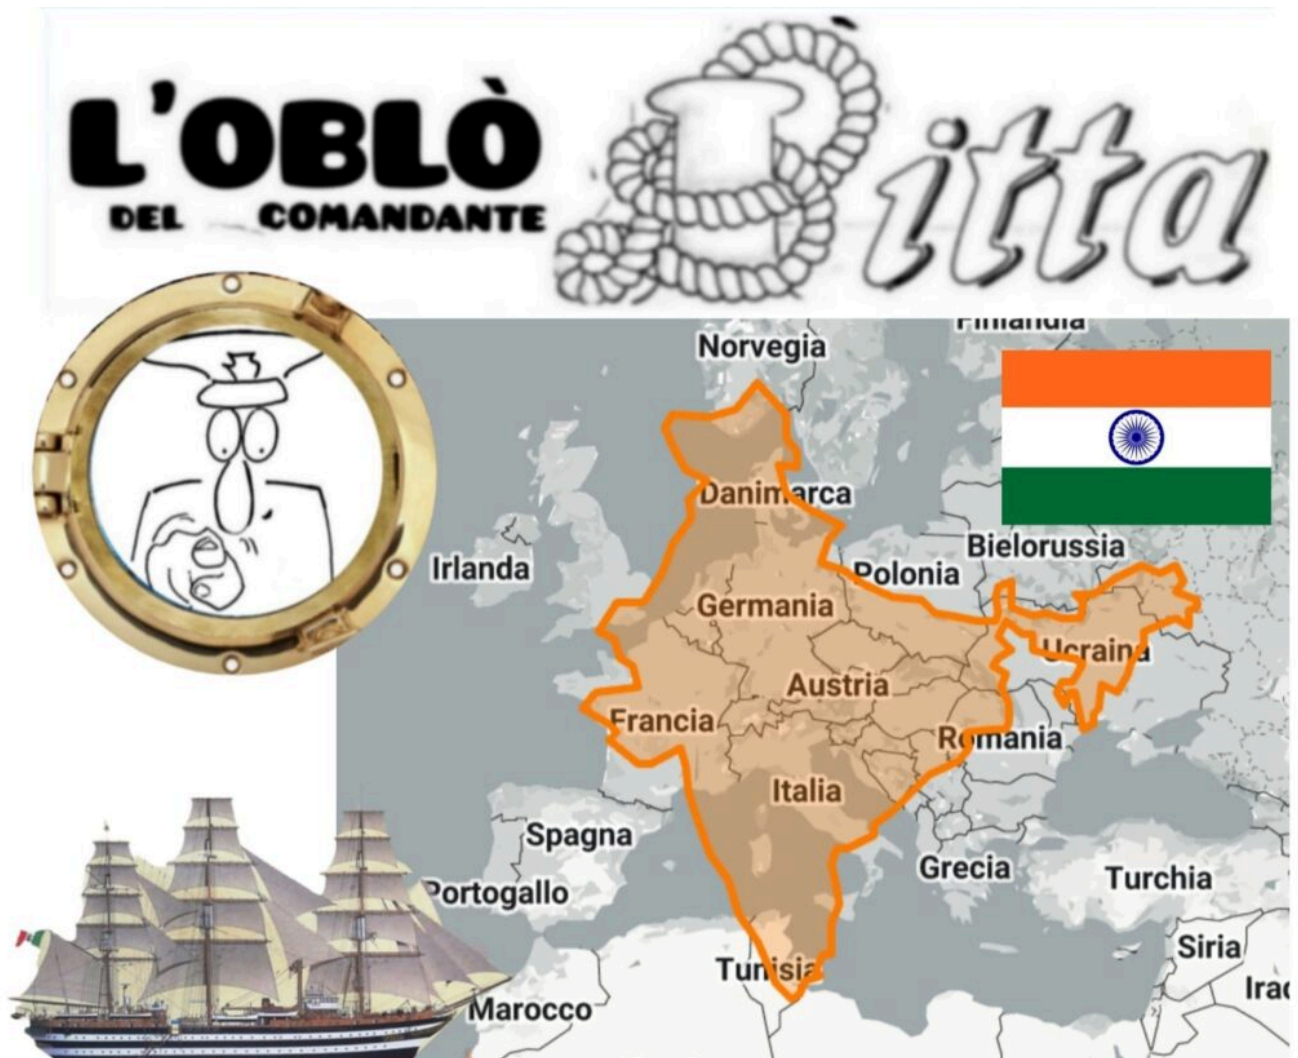 L'OBLÒ
DEL COMANDANTE
Bitta
Finlandia
Norvegia
Danimarca
Bielorussia
Irlanda
Polonia
Germania
Ucraina
Austria
Francia
Romania
Italia
Spagna
Grecia
Turchia
Portogallo
Siria
Tunisia
Marocco